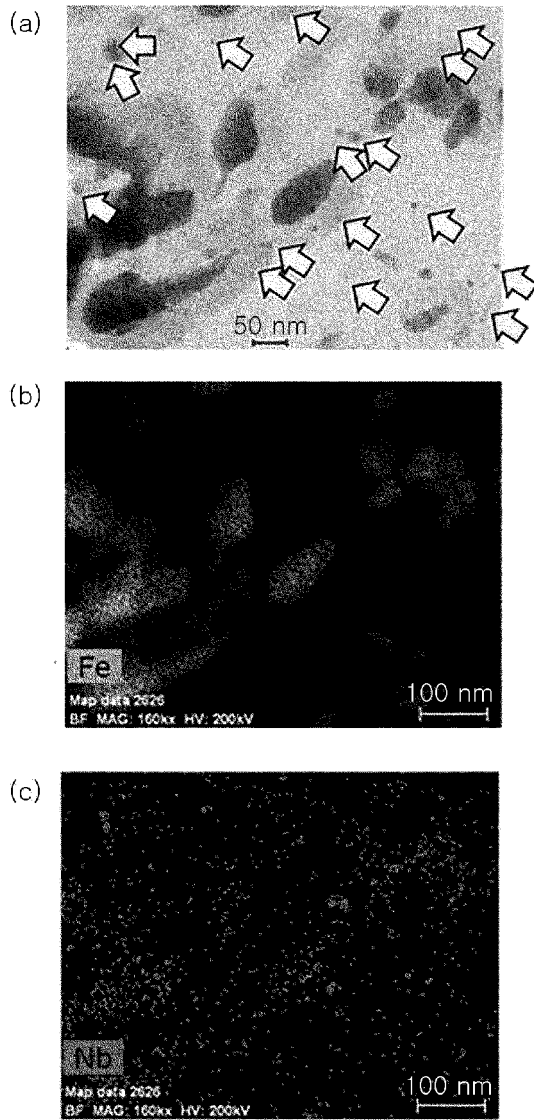 (a)
50 nm
(b)
Fe
100 nm
Map data 2626
BF MAG: 160kx HV: 200kV
(c)
Nb
100 nm
Map data 2626
BF MAG: 160kx HV: 200kV